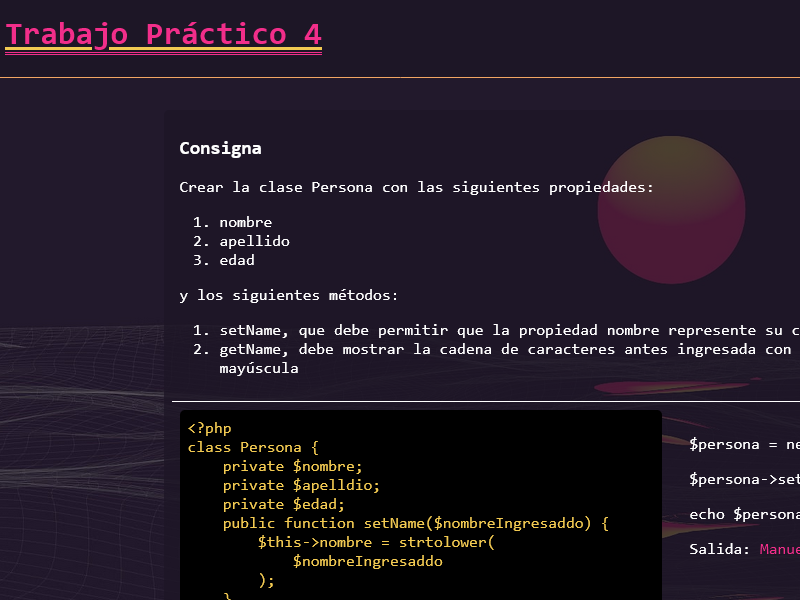 Trabajo Práctico 4
Consigna
Crear la clase Persona con las siguientes propiedades:
1. nombre
2. apellido
3. edad
y los siguientes métodos:
1. setName, que debe permitir que la propiedad nombre represente su c
2. getName, debe mostrar la cadena de caracteres antes ingresada con
mayúscula
<?php
class Persona {
private $nombre;
private $apelldio;
private $edad;
public function setName($nombreIngresaddo) {
$this->nombre = strtolower(
$nombreIngresaddo
);
}
$persona = ne
$persona->set
echo $persona
Salida: Manue